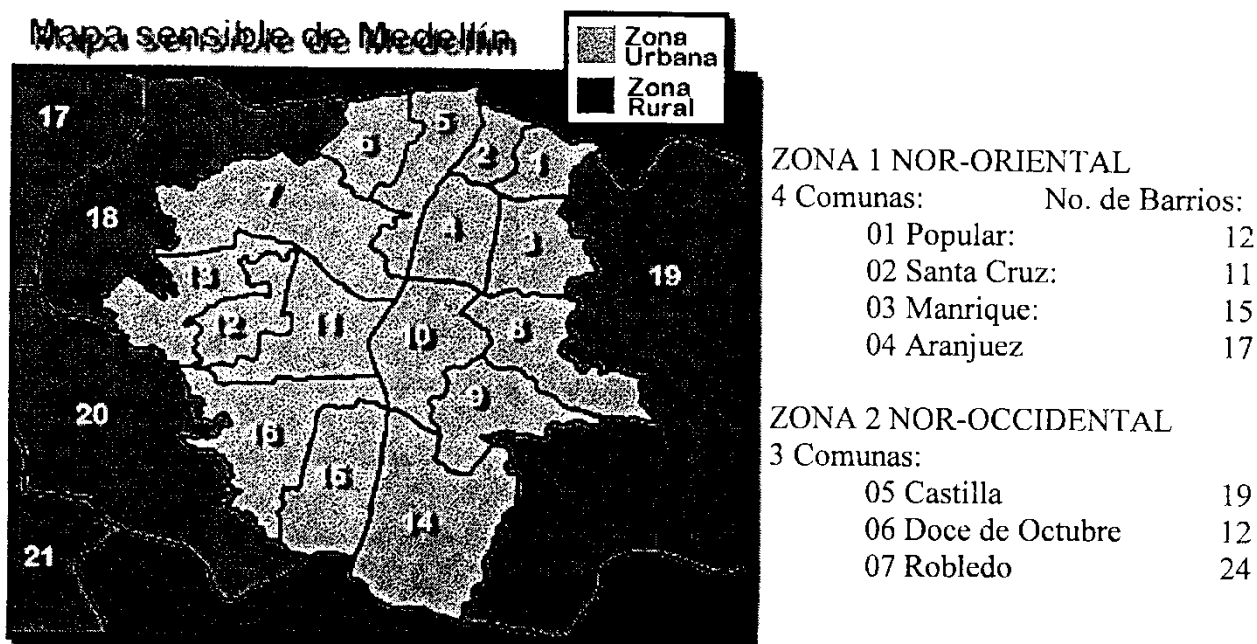 Mapa sensible de Medellín
Zona
Urbana
Zona
Rural
17
5
6
2
1
7
18
4
3
13
19
12
11
10
8
9
20
16
15
14
21
ZONA 1 NOR-ORIENTAL
4 Comunas: No. de Barrios:
01 Popular: 12
02 Santa Cruz: 11
03 Manrique: 15
04 Aranjuez 17
ZONA 2 NOR-OCCIDENTAL
3 Comunas:
05 Castilla 19
06 Doce de Octubre 12
07 Robledo 24